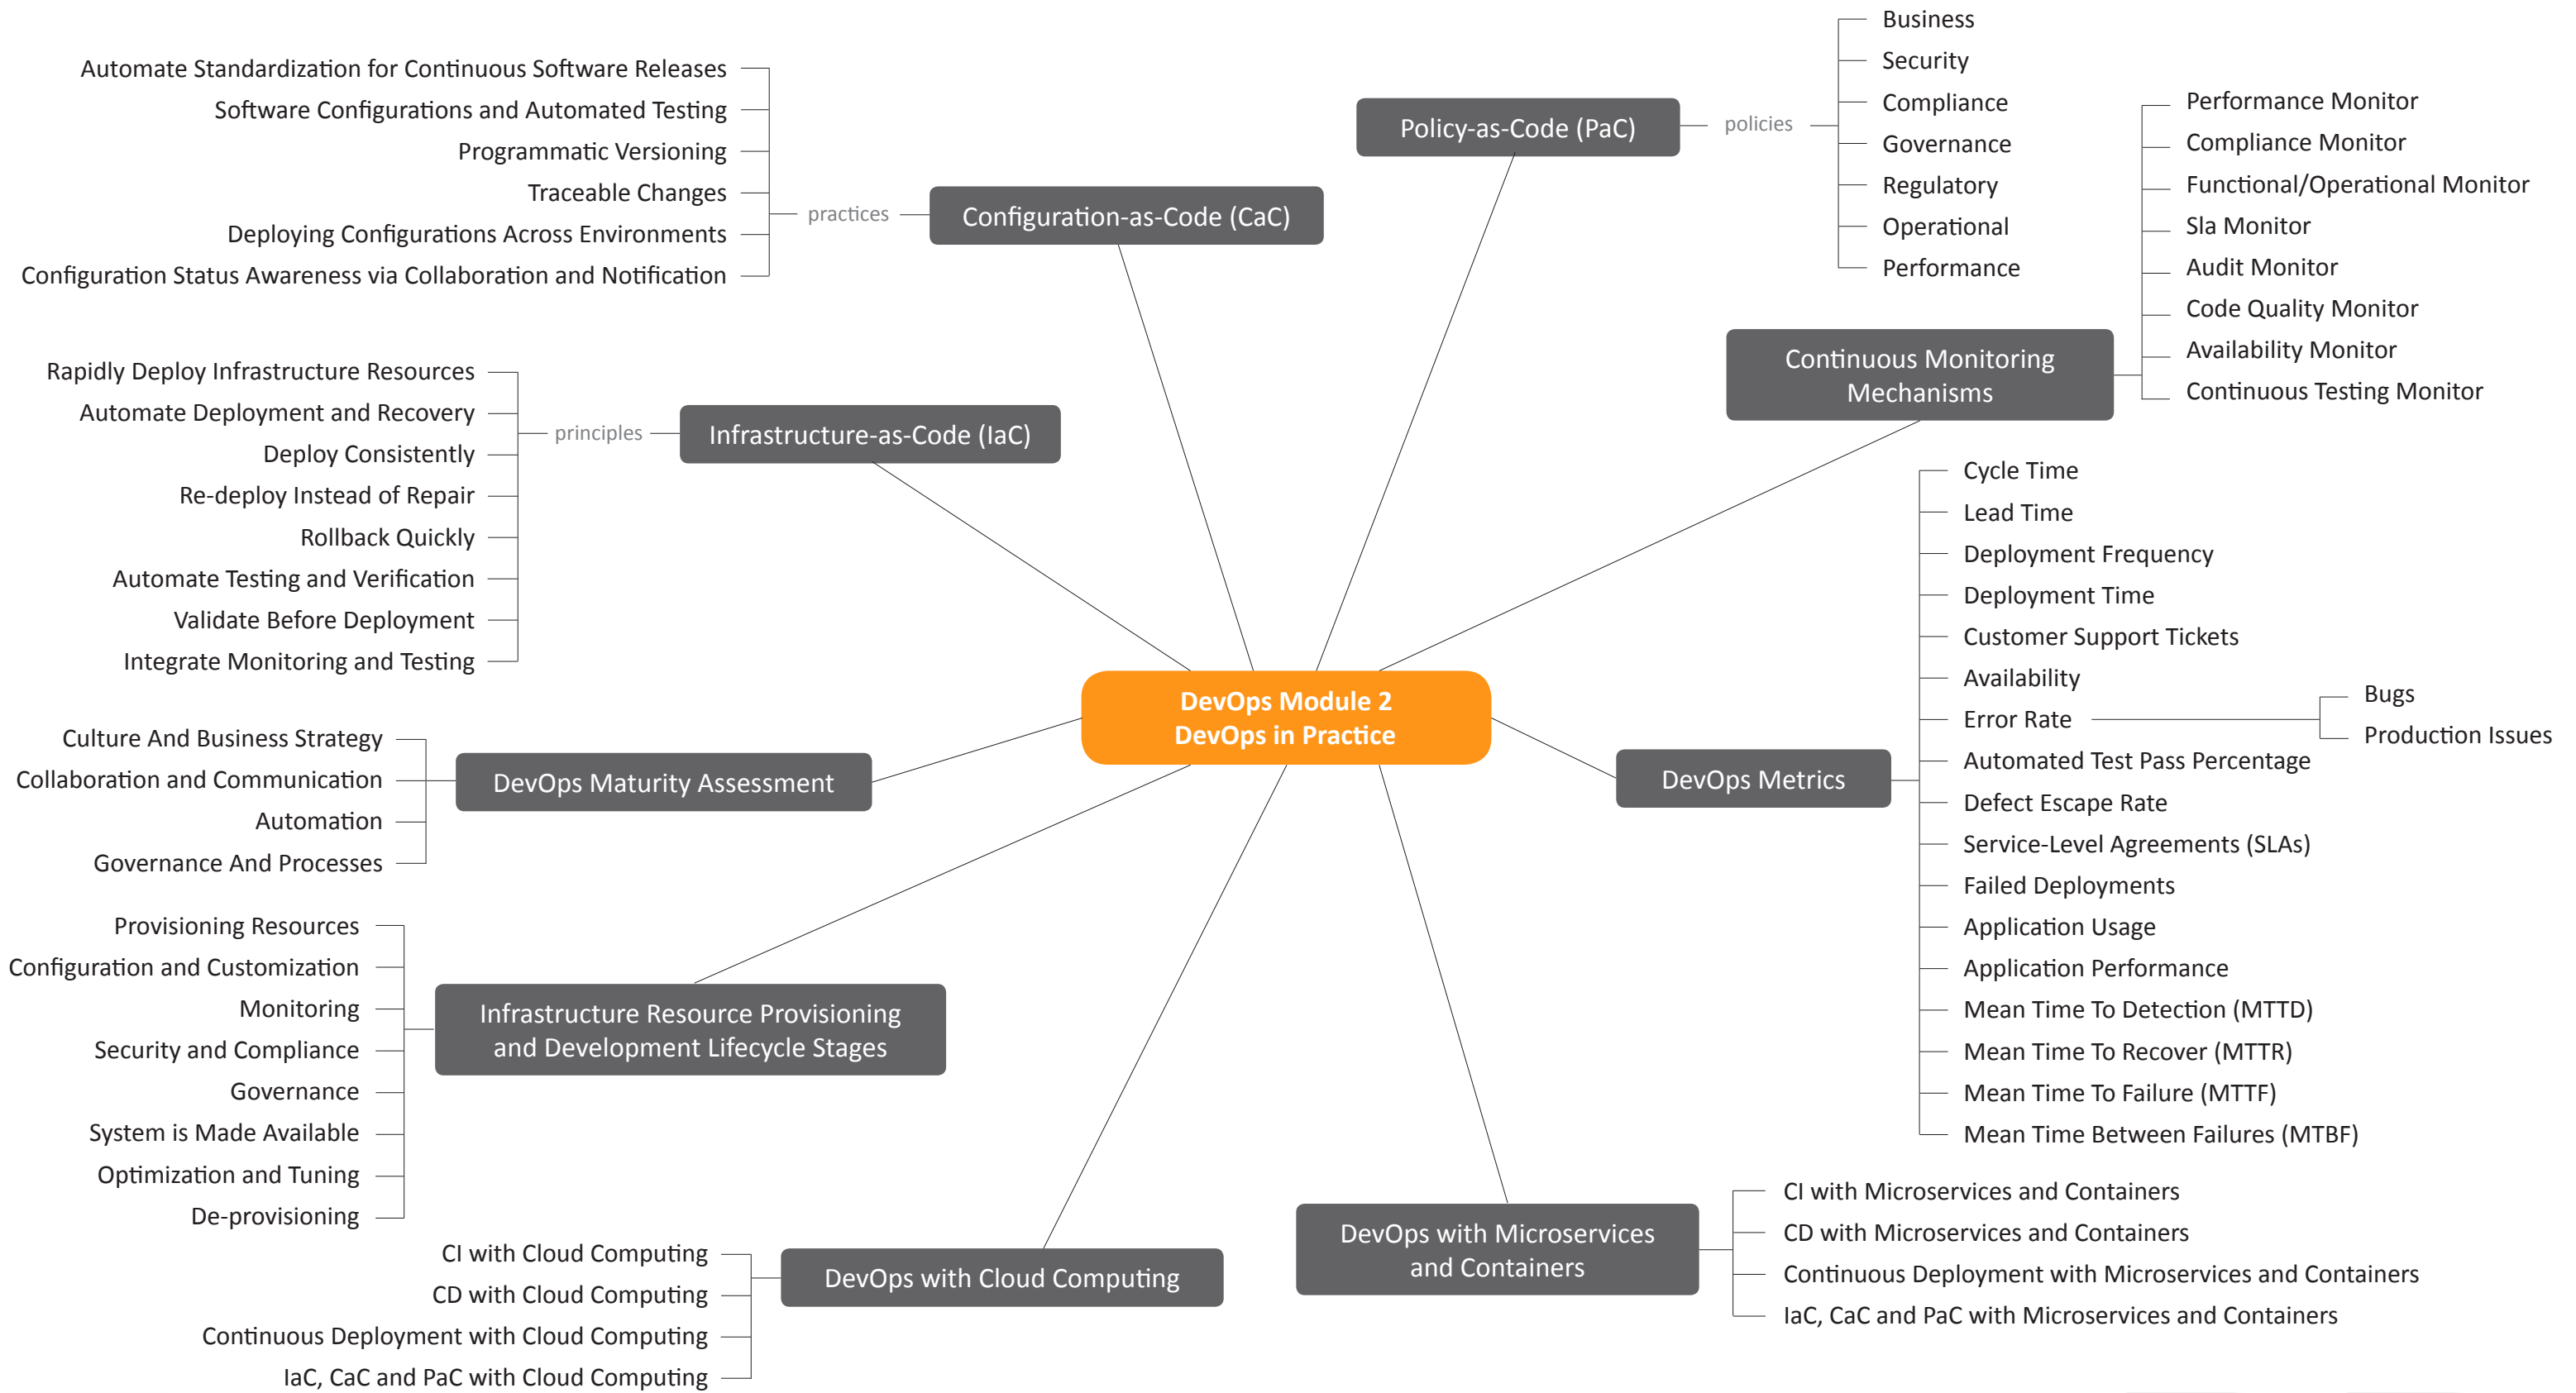 DevOps Module 2
DevOps in Practice
Configuration-as-Code (CaC)
practices
Automate Standardization for Continuous Software Releases
Software Configurations and Automated Testing
Programmatic Versioning
Traceable Changes
Deploying Configurations Across Environments
Configuration Status Awareness via Collaboration and Notification
Infrastructure-as-Code (IaC)
principles
Rapidly Deploy Infrastructure Resources
Automate Deployment and Recovery
Deploy Consistently
Re-deploy Instead of Repair
Rollback Quickly
Automate Testing and Verification
Validate Before Deployment
Integrate Monitoring and Testing
DevOps Maturity Assessment
Culture And Business Strategy
Collaboration and Communication
Automation
Governance And Processes
Infrastructure Resource Provisioning
and Development Lifecycle Stages
Provisioning Resources
Configuration and Customization
Monitoring
Security and Compliance
Governance
System is Made Available
Optimization and Tuning
De-provisioning
DevOps with Cloud Computing
CI with Cloud Computing
CD with Cloud Computing
Continuous Deployment with Cloud Computing
IaC, CaC and PaC with Cloud Computing
Policy-as-Code (PaC)
policies
Business
Security
Compliance
Governance
Regulatory
Operational
Performance
Continuous Monitoring
Mechanisms
Performance Monitor
Compliance Monitor
Functional/Operational Monitor
Sla Monitor
Audit Monitor
Code Quality Monitor
Availability Monitor
Continuous Testing Monitor
DevOps Metrics
Cycle Time
Lead Time
Deployment Frequency
Deployment Time
Customer Support Tickets
Availability
Error Rate
Bugs
Production Issues
Automated Test Pass Percentage
Defect Escape Rate
Service-Level Agreements (SLAs)
Failed Deployments
Application Usage
Application Performance
Mean Time To Detection (MTTD)
Mean Time To Recover (MTTR)
Mean Time To Failure (MTTF)
Mean Time Between Failures (MTBF)
DevOps with Microservices
and Containers
CI with Microservices and Containers
CD with Microservices and Containers
Continuous Deployment with Microservices and Containers
IaC, CaC and PaC with Microservices and Containers